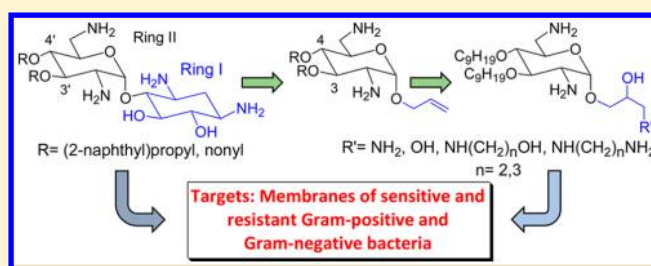 NH2
4'
Ring II
RO
RO
3'
H2N
O
O
Ring I
H2N
NH2
HO
OH
R= (2-naphthyl)propyl, nonyl
NH2
4
RO
RO
3
H2N
O
O
NH2
C9H19O
C9H19O
H2N
O
O
OH
R'
R'= NH2, OH, NH(CH2)nOH, NH(CH2)nNH2
n= 2,3
Targets: Membranes of sensitive and
resistant Gram-positive and
Gram-negative bacteria